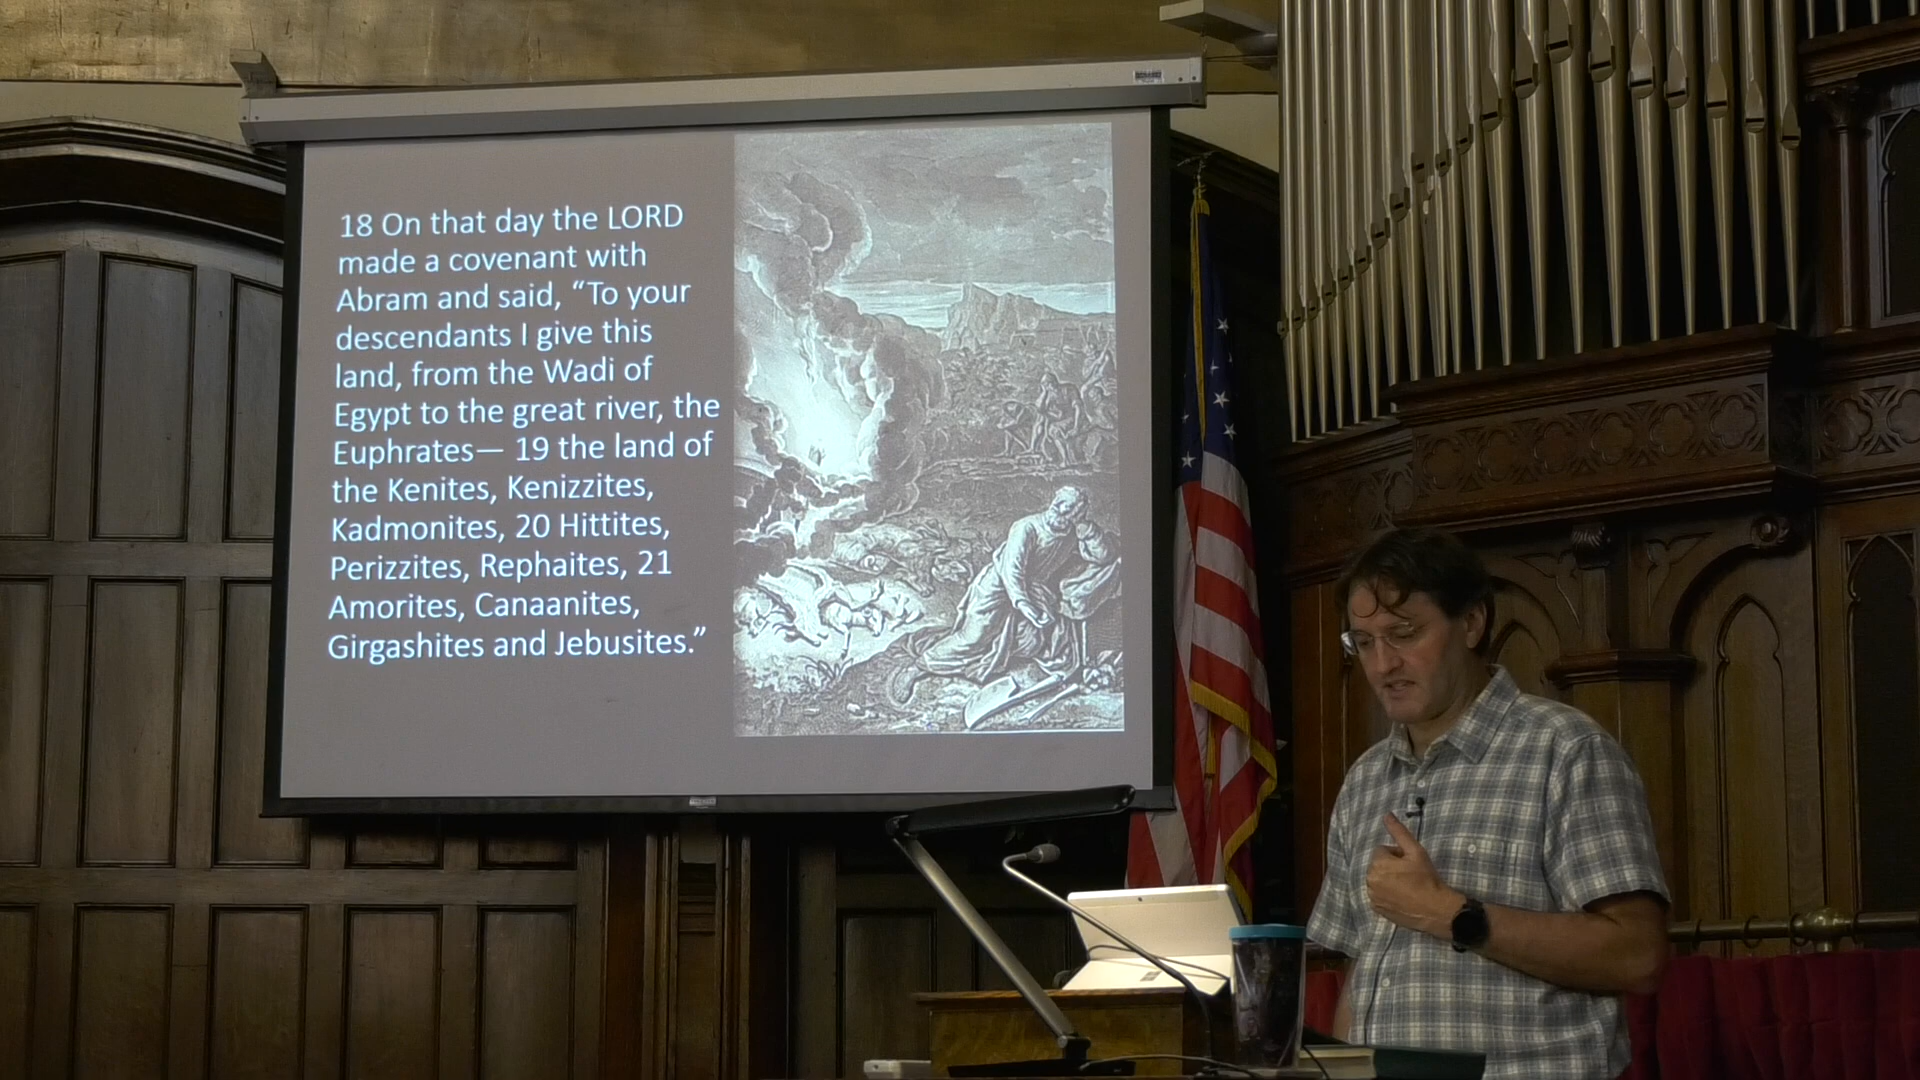 18 On that day the LORD
made a covenant with
Abram and said, “To your
descendants I give this
land, from the Wadi of
Egypt to the great river, the
Euphrates— 19 the land of
the Kenites, Kenizzites,
Kadmonites, 20 Hittites,
Perizzites, Rephaites, 21
Amorites, Canaanites,
Girgashites and Jebusites.”